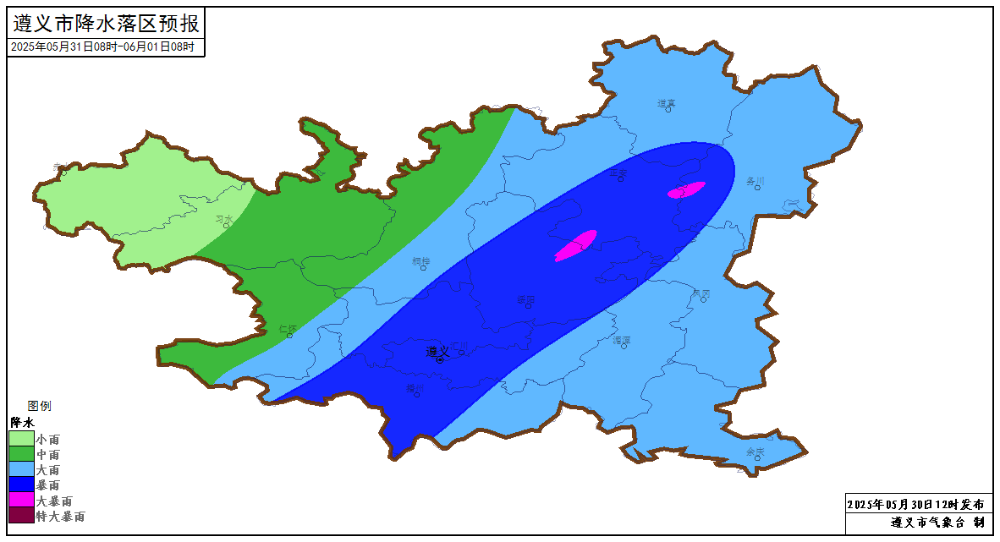 遵义市降水落区预报
2025年05月31日08时-06月01日08时
道真
赤水
正安
务川
习水
桐梓
凤冈
绥阳
仁怀
湄潭
汇川
遵义
播州
余庆
图例
降水
小雨
中雨
大雨
暴雨
大暴雨
特大暴雨
2025年05月30日12时发布
遵义市气象台 制